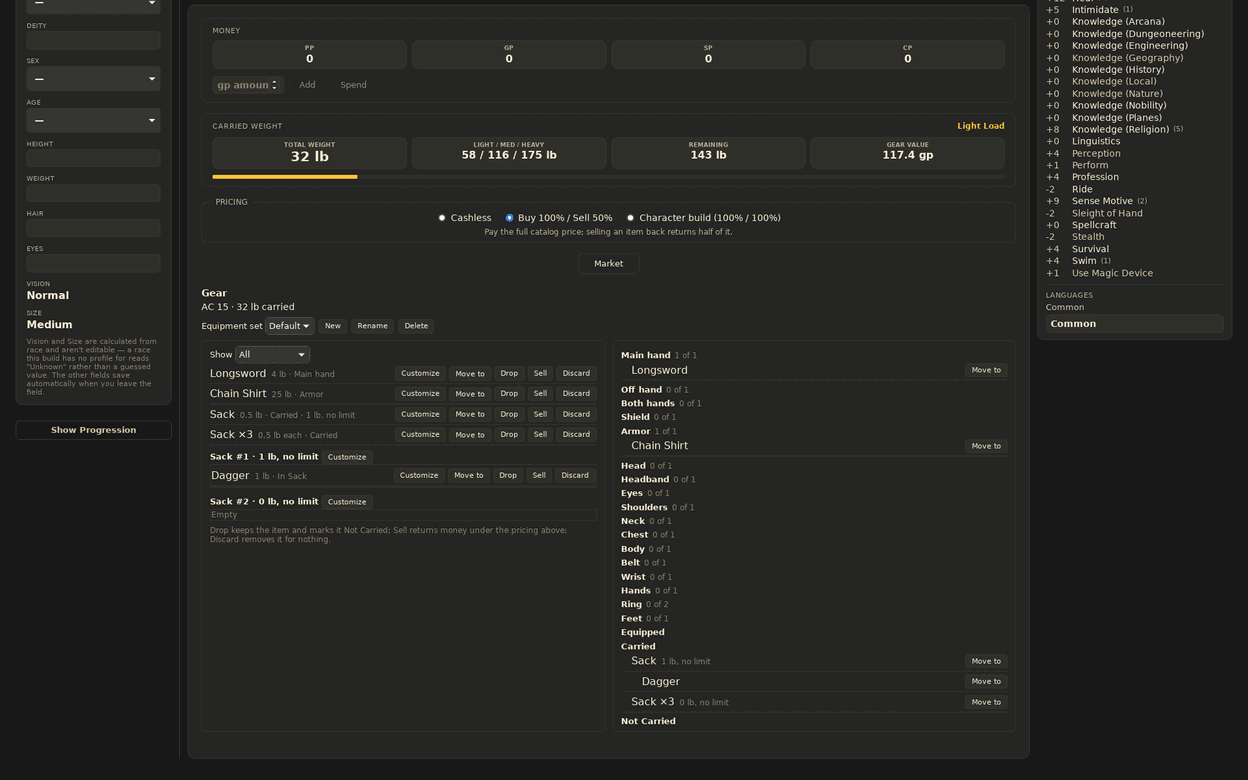 —
DEITY
SEX
—
AGE
—
HEIGHT
WEIGHT
HAIR
EYES
VISION
Normal
SIZE
Medium
Vision and Size are calculated from
race and aren't editable — a race
this build has no profile for reads
"Unknown" rather than a guessed
value. The other fields save
automatically when you leave the
field.
Show Progression
MONEY
PP
0
GP
0
SP
0
CP
0
gp amoun
Add
Spend
CARRIED WEIGHT
Light Load
TOTAL WEIGHT
32 lb
LIGHT / MED / HEAVY
58 / 116 / 175 lb
REMAINING
143 lb
GEAR VALUE
117.4 gp
PRICING
Cashless
Buy 100% / Sell 50%
Character build (100% / 100%)
Pay the full catalog price; selling an item back returns half of it.
Market
Gear
AC 15 · 32 lb carried
Equipment set Default New Rename Delete
Show All
Longsword 4 lb · Main hand Customize Move to Drop Sell Discard
Chain Shirt 25 lb · Armor Customize Move to Drop Sell Discard
Sack 0.5 lb · Carried · 1 lb, no limit Customize Move to Drop Sell Discard
Sack ×3 0.5 lb each · Carried Customize Move to Drop Sell Discard
Sack #1 · 1 lb, no limit Customize
Dagger 1 lb · In Sack Customize Move to Drop Sell Discard
Sack #2 · 0 lb, no limit Customize
Empty
Drop keeps the item and marks it Not Carried; Sell returns money under the pricing above;
Discard removes it for nothing.
Main hand 1 of 1
Longsword Move to
Off hand 0 of 1
Both hands 0 of 1
Shield 0 of 1
Armor 1 of 1
Chain Shirt Move to
Head 0 of 1
Headband 0 of 1
Eyes 0 of 1
Shoulders 0 of 1
Neck 0 of 1
Chest 0 of 1
Body 0 of 1
Belt 0 of 1
Wrist 0 of 1
Hands 0 of 1
Ring 0 of 2
Feet 0 of 1
Equipped
Carried
Sack 1 lb, no limit Move to
Dagger Move to
Sack ×3 0 lb, no limit Move to
Not Carried
+5 Intimidate (1)
+0 Knowledge (Arcana)
+0 Knowledge (Dungeoneering)
+0 Knowledge (Engineering)
+0 Knowledge (Geography)
+0 Knowledge (History)
+0 Knowledge (Local)
+0 Knowledge (Nature)
+0 Knowledge (Nobility)
+0 Knowledge (Planes)
+8 Knowledge (Religion) (5)
+0 Linguistics
+4 Perception
+1 Perform
+4 Profession
-2 Ride
+9 Sense Motive (2)
-2 Sleight of Hand
+0 Spellcraft
-2 Stealth
+4 Survival
+4 Swim (1)
+1 Use Magic Device
LANGUAGES
Common
Common